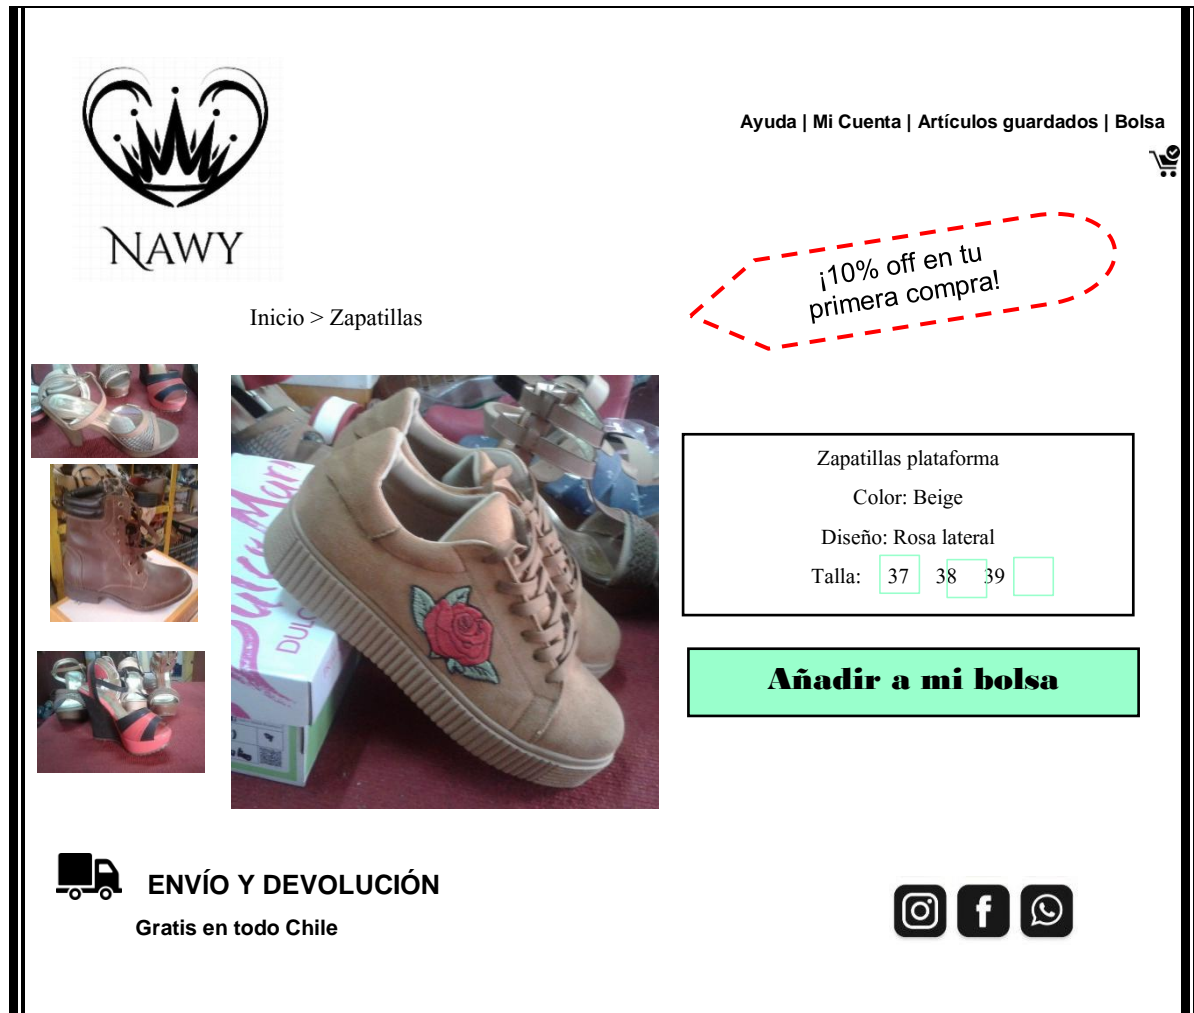 NAWY
Ayuda | Mi Cuenta | Artículos guardados | Bolsa
¡10% off en tu
primera compra!
Inicio > Zapatillas
Zapatillas plataforma
Color: Beige
Diseño: Rosa lateral
Talla: 37 38 39
Añadir a mi bolsa
ENVÍO Y DEVOLUCIÓN
Gratis en todo Chile